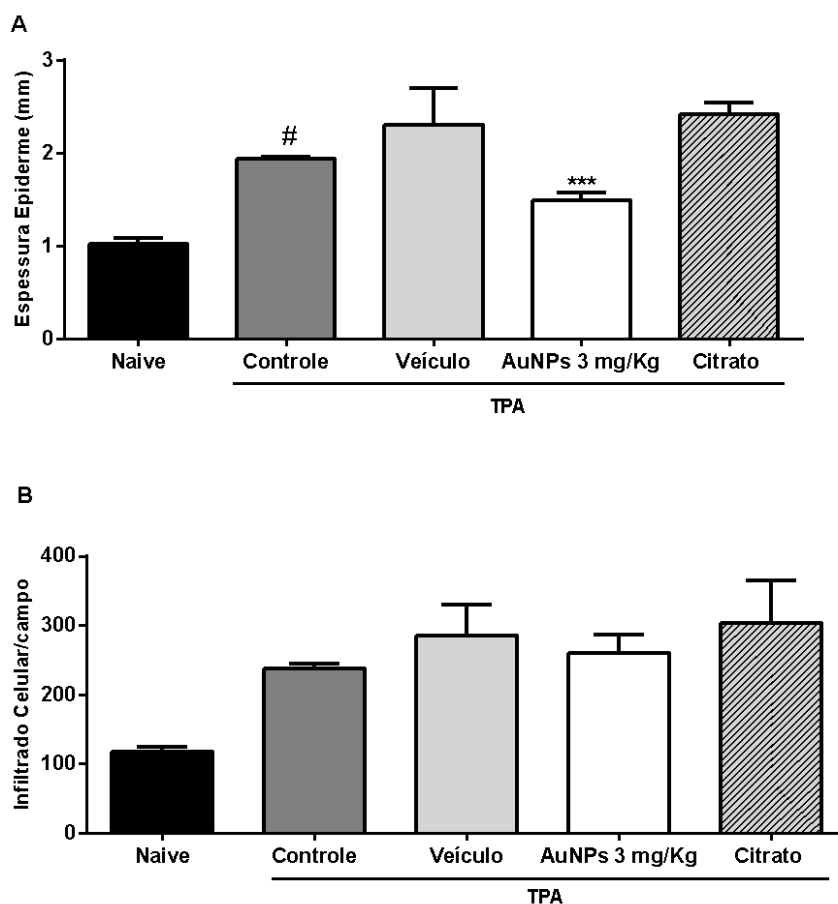 A
Espessura Epiderme (mm)
3
2
1
0
#
***
Naive Controle Veículo AuNPs 3 mg/Kg Citrato
TPA
B
Infiltrado Celular/campo
400
300
200
100
0
Naive Controle Veículo AuNPs 3 mg/Kg Citrato
TPA